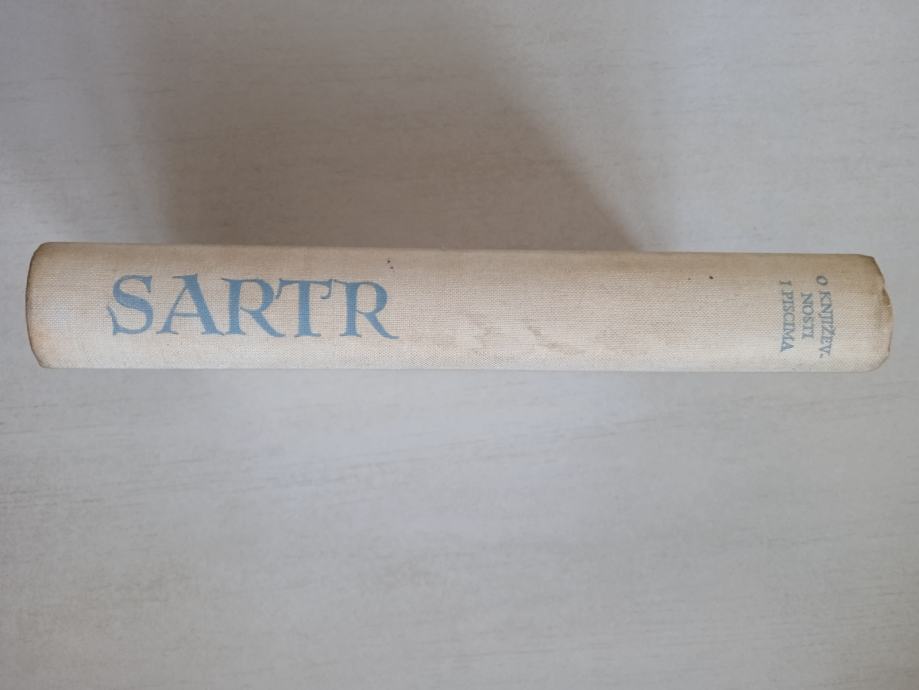 SARTR
O KNJIŽEV-
NOSTI
I PISCIMA